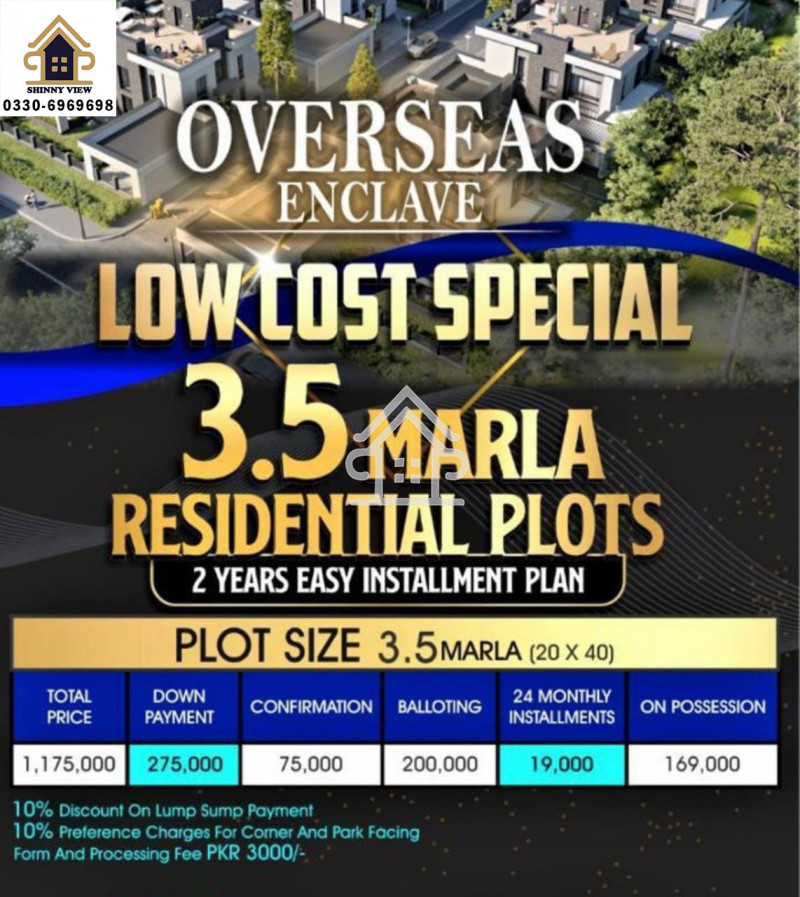 SHINNY VIEW
0330-6969698
OVERSEAS
ENCLAVE
LOW COST SPECIAL
3.5 MARLA
RESIDENTIAL PLOTS
2 YEARS EASY INSTALLMENT PLAN
PLOT SIZE 3.5 MARLA (20 X 40)
TOTAL PRICE DOWN PAYMENT CONFIRMATION BALLOTING 24 MONTHLY INSTALLMENTS ON POSSESSION
1,175,000 275,000 75,000 200,000 19,000 169,000
10% Discount On Lump Sump Payment
10% Preference Charges For Corner And Park Facing
Form And Processing Fee PKR 3000/-